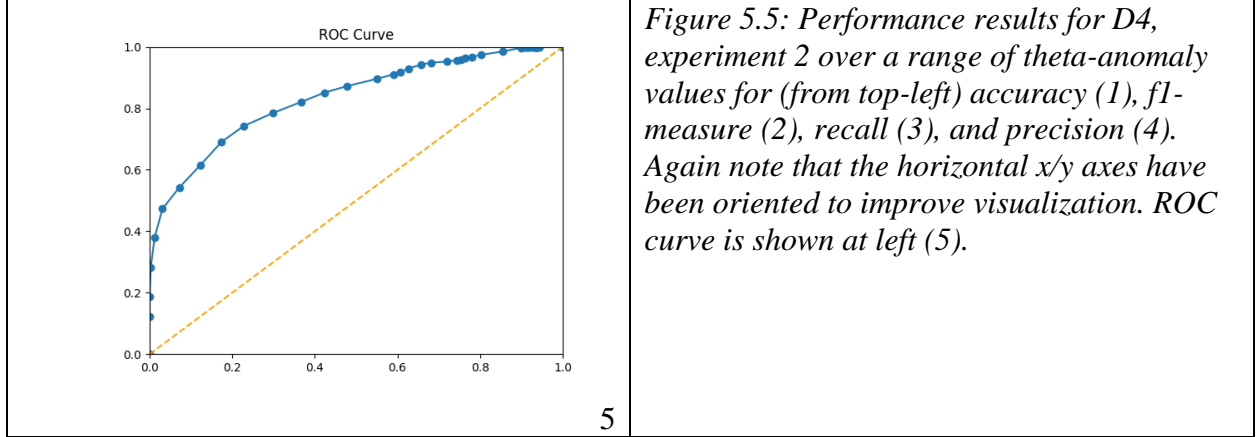 ROC Curve
1.0
0.8
0.6
0.4
0.2
0.0
0.0 0.2 0.4 0.6 0.8 1.0
5
Figure 5.5: Performance results for D4,
experiment 2 over a range of theta-anomaly
values for (from top-left) accuracy (1), f1-
measure (2), recall (3), and precision (4).
Again note that the horizontal x/y axes have
been oriented to improve visualization. ROC
curve is shown at left (5).